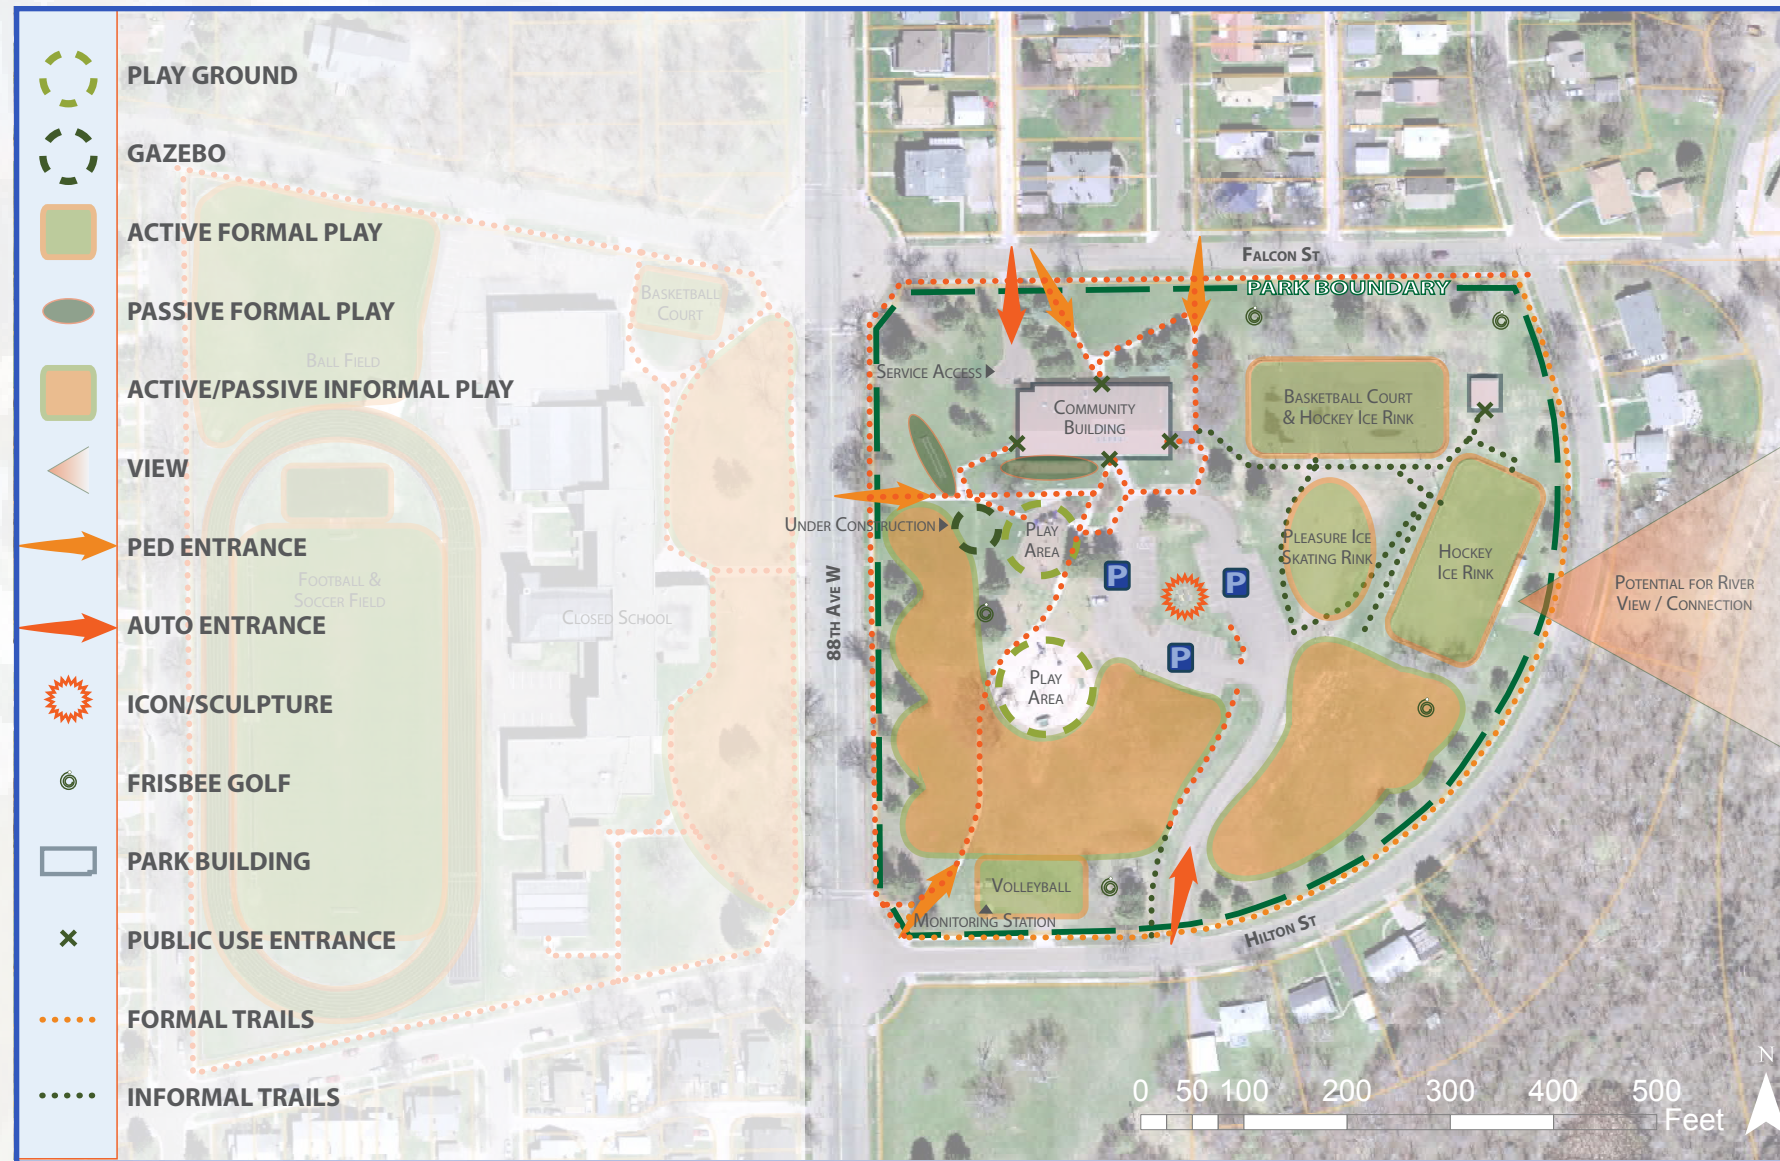 PLAY GROUND
GAZEBO
ACTIVE FORMAL PLAY
PASSIVE FORMAL PLAY
ACTIVE/PASSIVE INFORMAL PLAY
VIEW
PED ENTRANCE
AUTO ENTRANCE
ICON/SCULPTURE
FRISBEE GOLF
PARK BUILDING
PUBLIC USE ENTRANCE
FORMAL TRAILS
INFORMAL TRAILS
BALL FIELD
BASKETBALL
COURT
FOOTBALL &
SOCCER FIELD
CLOSED SCHOOL
88TH AVE W
FALCON ST
PARK BOUNDARY
SERVICE ACCESS
COMMUNITY
BUILDING
BASKETBALL COURT
& HOCKEY ICE RINK
UNDER CONSTRUCTION
PLAY
AREA
PLEASURE ICE
SKATING RINK
HOCKEY
ICE RINK
POTENTIAL FOR RIVER
VIEW / CONNECTION
P
P
P
PLAY
AREA
VOLLEYBALL
MONITORING STATION
HILTON ST
N
0 50 100 200 300 400 500
Feet